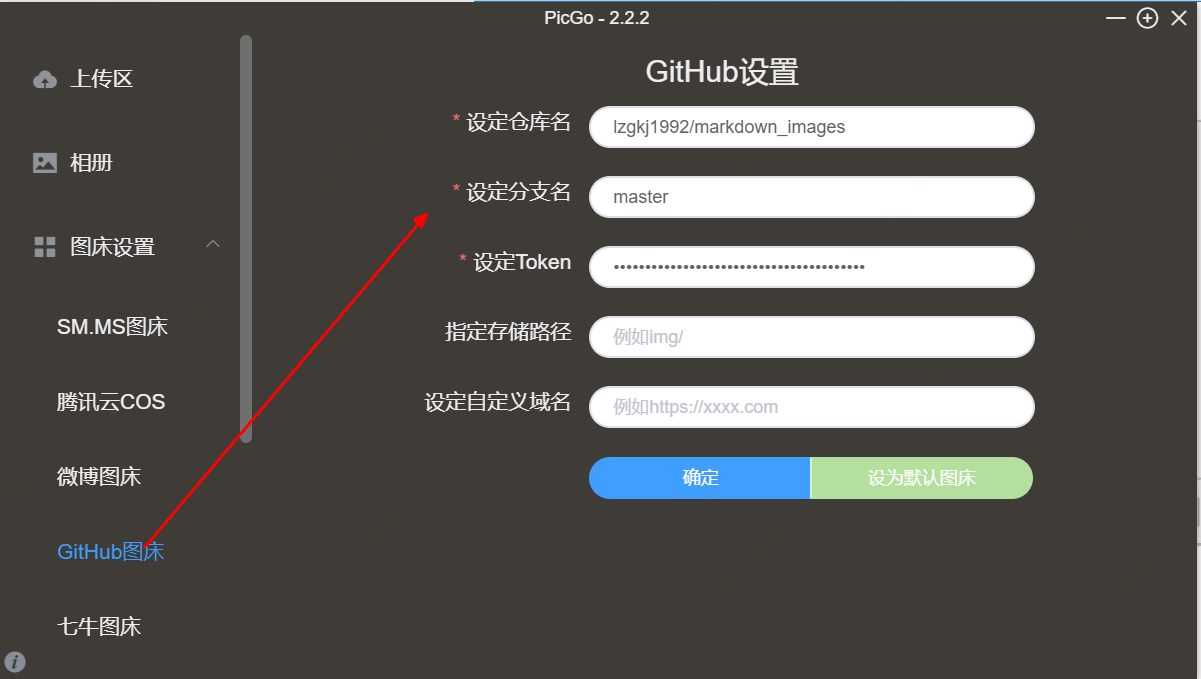 PicGo - 2.2.2
上传区
相册
图床设置
SM.MS图床
腾讯云COS
微博图床
GitHub图床
七牛图床
GitHub设置
* 设定仓库名
lzgkj1992/markdown_images
* 设定分支名
master
* 设定Token
••••••••••••••••••••••••••••••••••••••••
指定存储路径
例如img/
设定自定义域名
例如https://xxxx.com
确定
设为默认图床